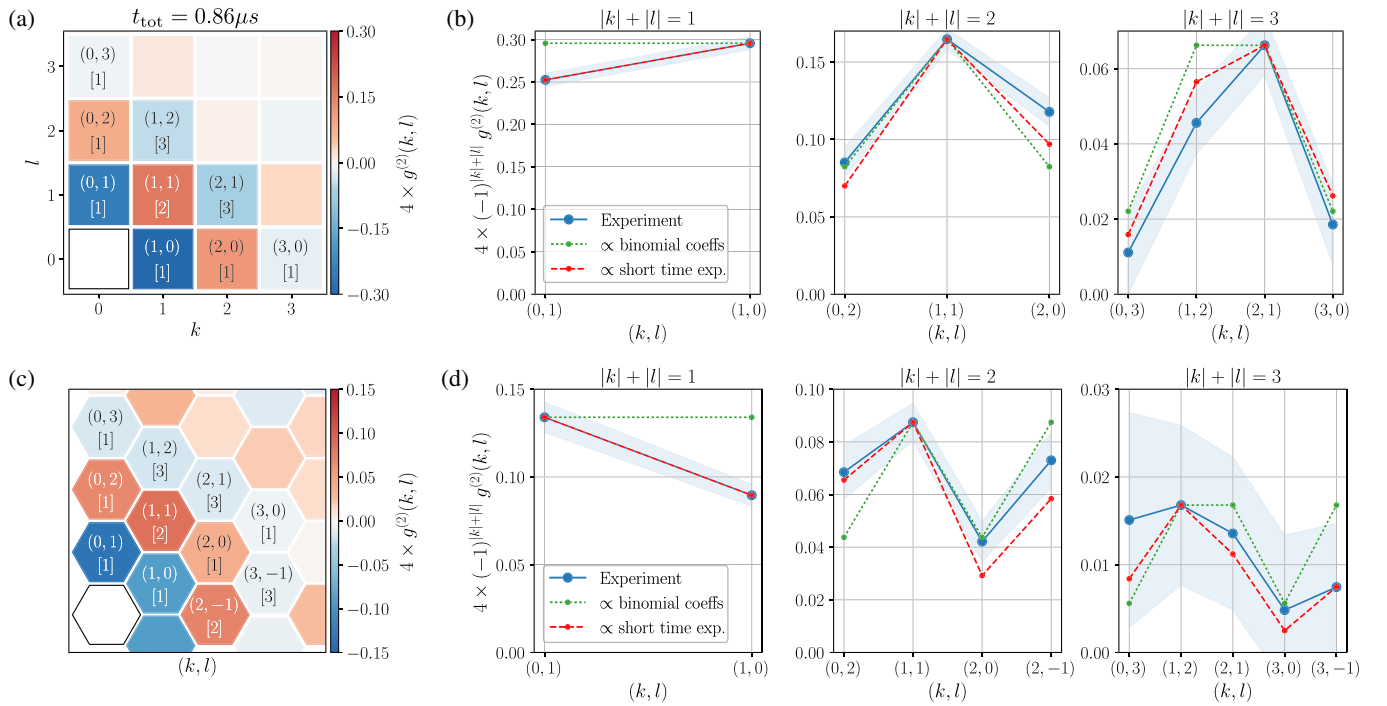 (a)
t_tot = 0.86μs
l
3
2
1
0
(0, 3)
[1]
(0, 2)
[1]
(1, 2)
[3]
(0, 1)
[1]
(1, 1)
[2]
(2, 1)
[3]
(1, 0)
[1]
(2, 0)
[1]
(3, 0)
[1]
0 1 2 3
k
0.30
0.15
0.00
−0.15
−0.30
4 × g^(2)(k, l)
(b)
|k| + |l| = 1
4 × (−1)^{|k|+|l|} g^(2)(k, l)
0.30
0.25
0.20
0.15
0.10
0.05
0.00
Experiment
∝ binomial coeffs
∝ short time exp.
(0, 1) (1, 0)
(k, l)
|k| + |l| = 2
0.15
0.10
0.05
0.00
(0, 2) (1, 1) (2, 0)
(k, l)
|k| + |l| = 3
0.06
0.04
0.02
0.00
(0, 3) (1, 2) (2, 1) (3, 0)
(k, l)
(c)
(0, 3)
[1]
(1, 2)
[3]
(0, 2)
[1]
(2, 1)
[3]
(1, 1)
[2]
(3, 0)
[1]
(0, 1)
[1]
(2, 0)
[1]
(1, 0)
[1]
(3, −1)
[3]
(2, −1)
[2]
(k, l)
0.15
0.10
0.05
0.00
−0.05
−0.10
−0.15
4 × g^(2)(k, l)
(d)
|k| + |l| = 1
4 × (−1)^{|k|+|l|} g^(2)(k, l)
0.15
0.10
0.05
0.00
Experiment
∝ binomial coeffs
∝ short time exp.
(0, 1) (1, 0)
(k, l)
|k| + |l| = 2
0.10
0.08
0.06
0.04
0.02
0.00
(0, 2) (1, 1) (2, 0) (2, −1)
(k, l)
|k| + |l| = 3
0.03
0.02
0.01
0.00
(0, 3) (1, 2) (2, 1) (3, 0) (3, −1)
(k, l)